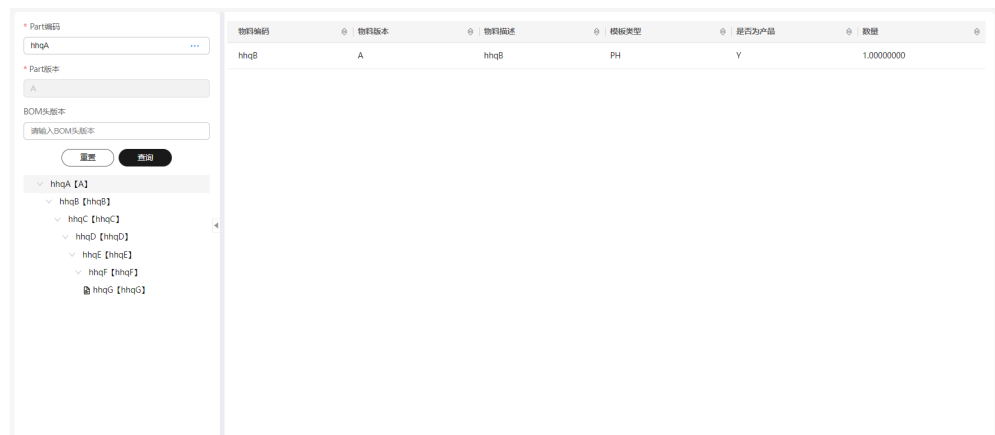 * Part编码
hhqA ...
* Part版本
A
BOM头版本
请输入BOM头版本
重置 查询
hhqA【A】
hhqB【hhqB】
hhqC【hhqC】
hhqD【hhqD】
hhqE【hhqE】
hhqF【hhqF】
hhqG【hhqG】
物料编码 物料版本 物料描述 模板类型 是否为产品 数量
hhqB A hhqB PH Y 1.00000000